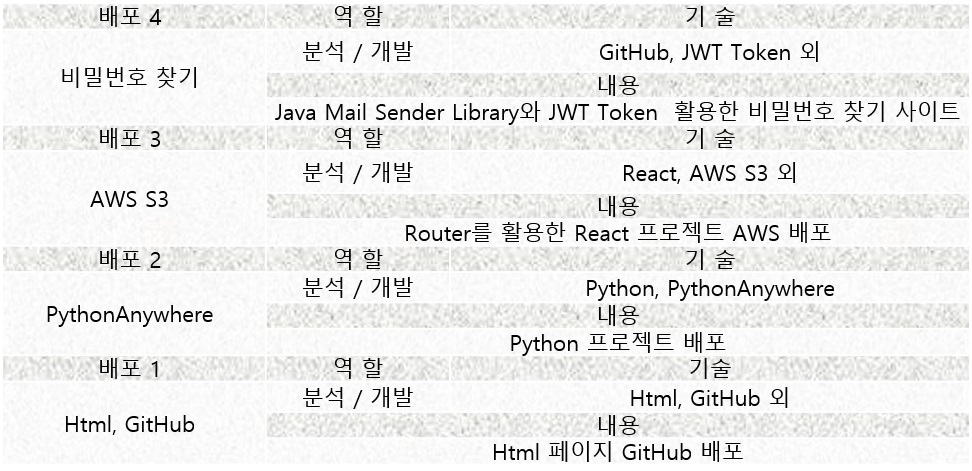 배포 4 역 할 기 술
비밀번호 찾기 분석 / 개발 GitHub, JWT Token 외
내용
Java Mail Sender Library와 JWT Token 활용한 비밀번호 찾기 사이트
배포 3 역 할 기 술
AWS S3 분석 / 개발 React, AWS S3 외
내용
Router를 활용한 React 프로젝트 AWS 배포
배포 2 역 할 기 술
PythonAnywhere 분석 / 개발 Python, PythonAnywhere
내용
Python 프로젝트 배포
배포 1 역 할 기술
Html, GitHub 분석 / 개발 Html, GitHub 외
내용
Html 페이지 GitHub 배포